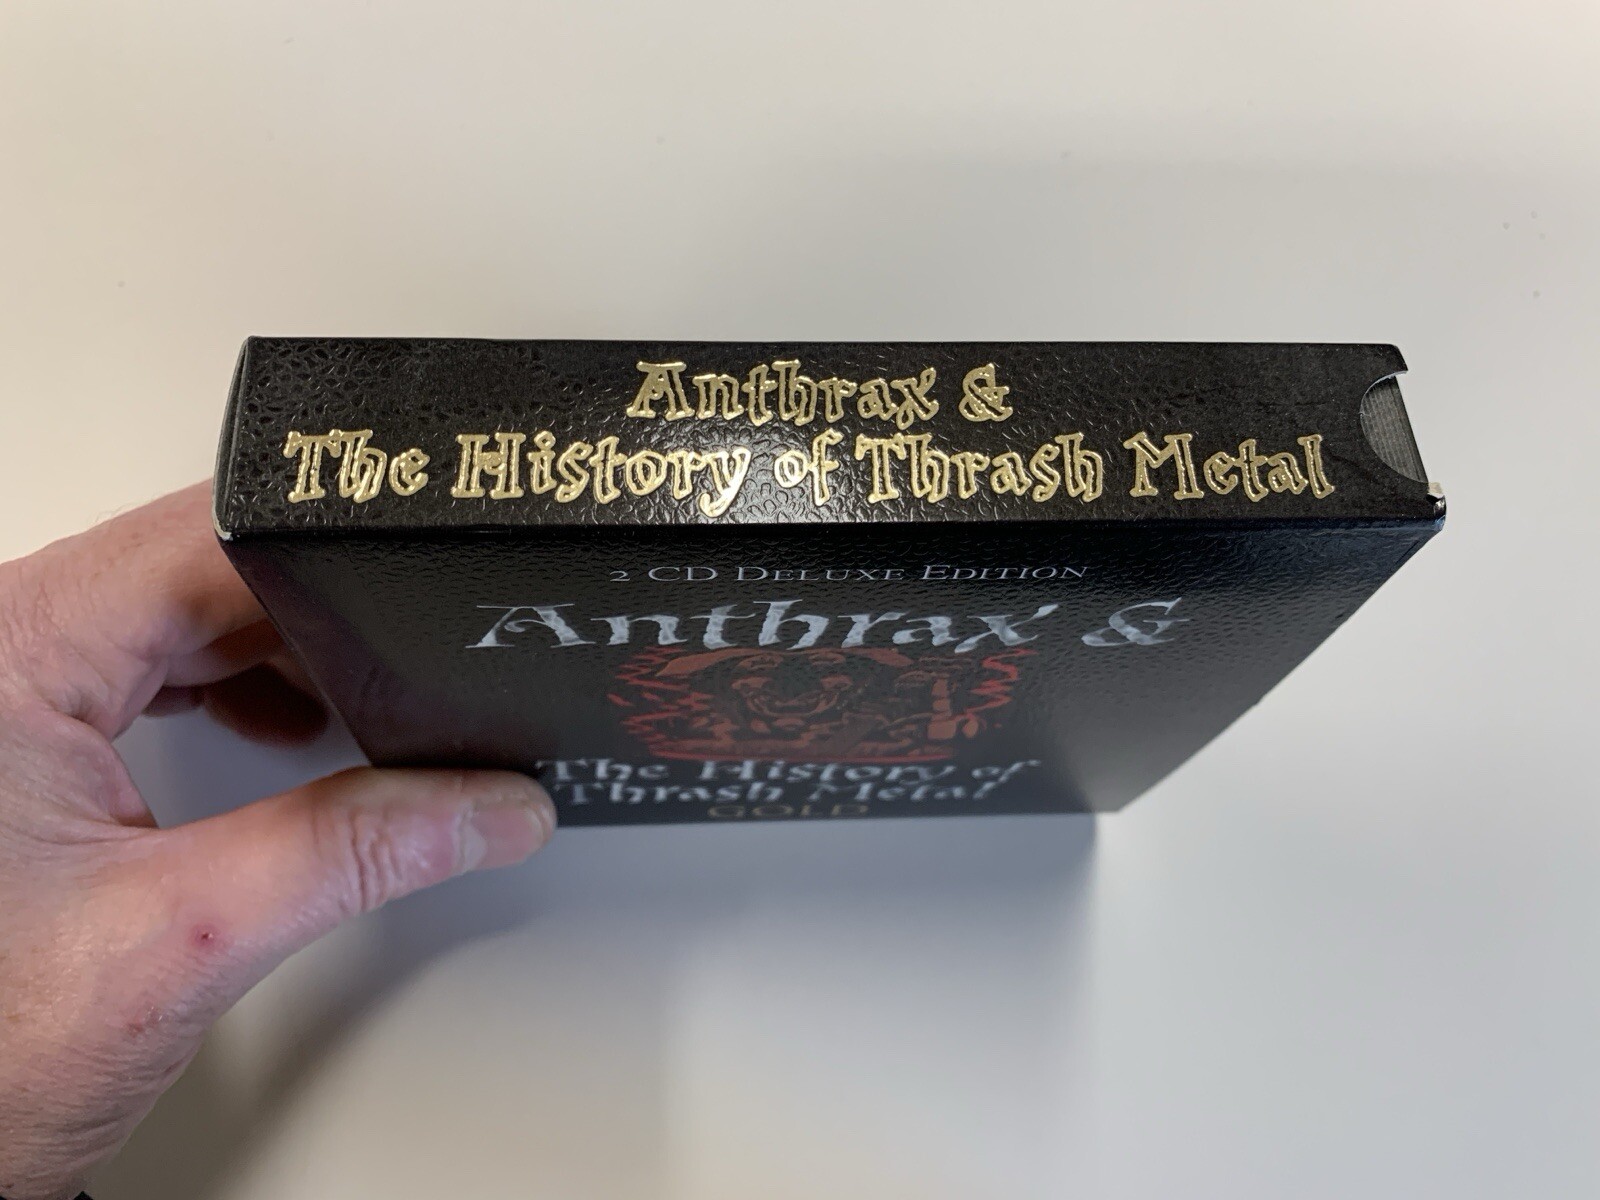 Anthrax &
The History of Thrash Metal
2 CD DELUXE EDITION
Anthrax &
The History of
Thrash Metal
GOLD